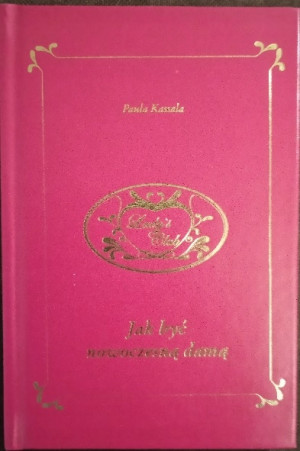 Paula Kassala
Lady's
Club
Jak być
nowoczesną damą